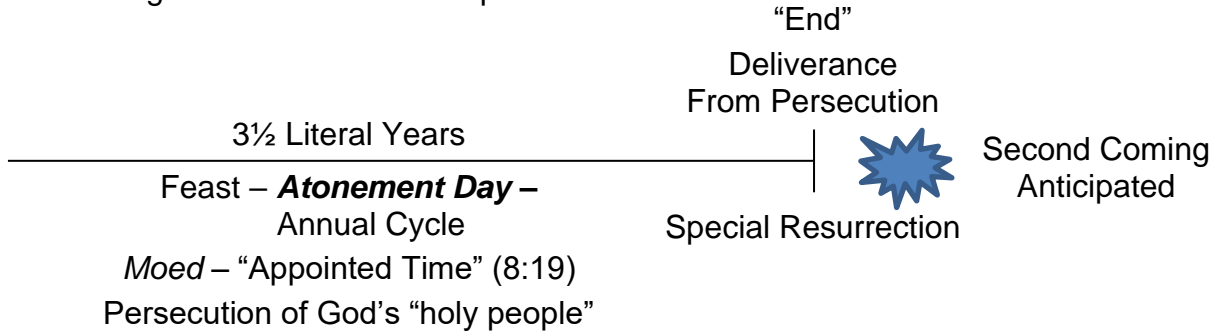 “End”
Deliverance
From Persecution
3½ Literal Years
Second Coming
Anticipated
Feast – Atonement Day –
Annual Cycle
Special Resurrection
Moed – “Appointed Time” (8:19)
Persecution of God’s “holy people”